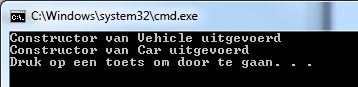 C:\Windows\system32\cmd.exe
Constructor van Vehicle uitgevoerd
Constructor van Car uitgevoerd
Druk op een toets om door te gaan. . .